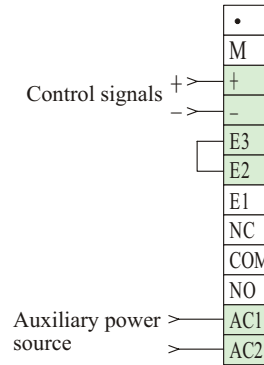 •
M
Control signals + +
− −
E3
E2
E1
NC
COM
NO
Auxiliary power AC1
source AC2